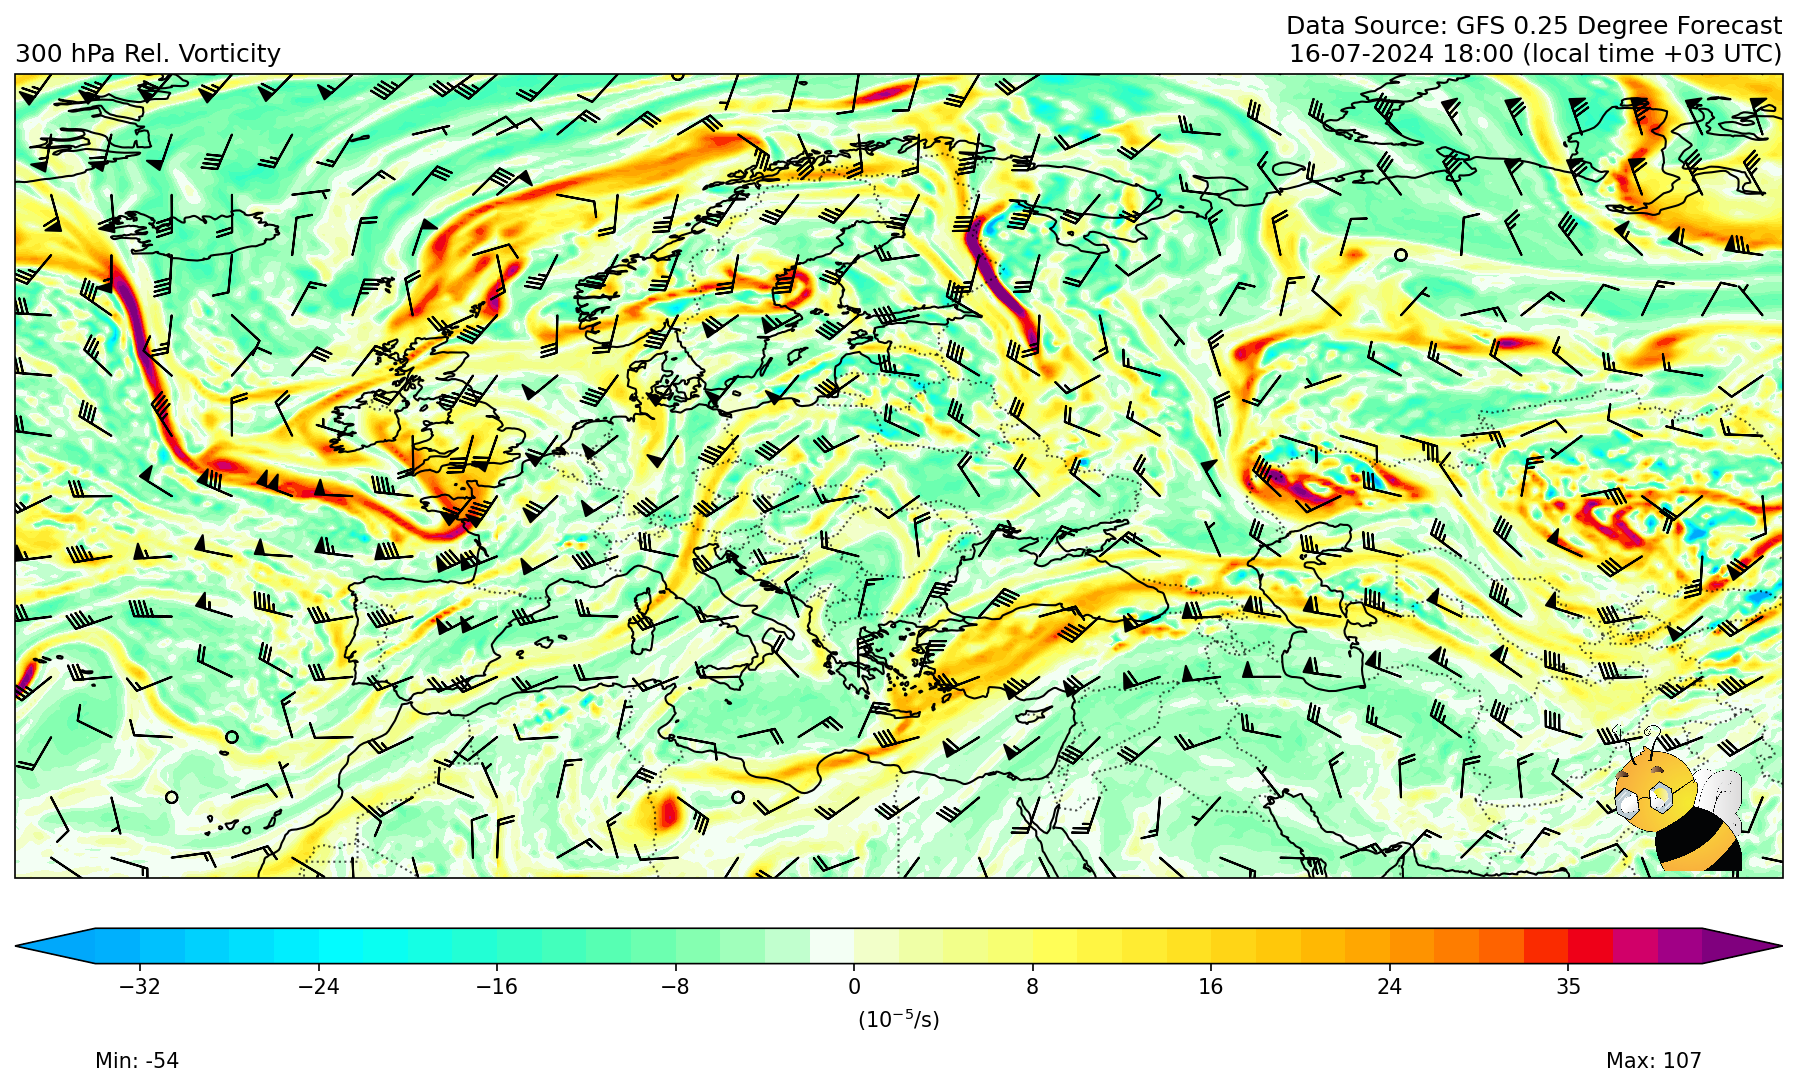 Data Source: GFS 0.25 Degree Forecast
300 hPa Rel. Vorticity
16-07-2024 18:00 (local time +03 UTC)
−32 −24 −16 −8 0 8 16 24 35
(10⁻⁵/s)
Min: -54 Max: 107